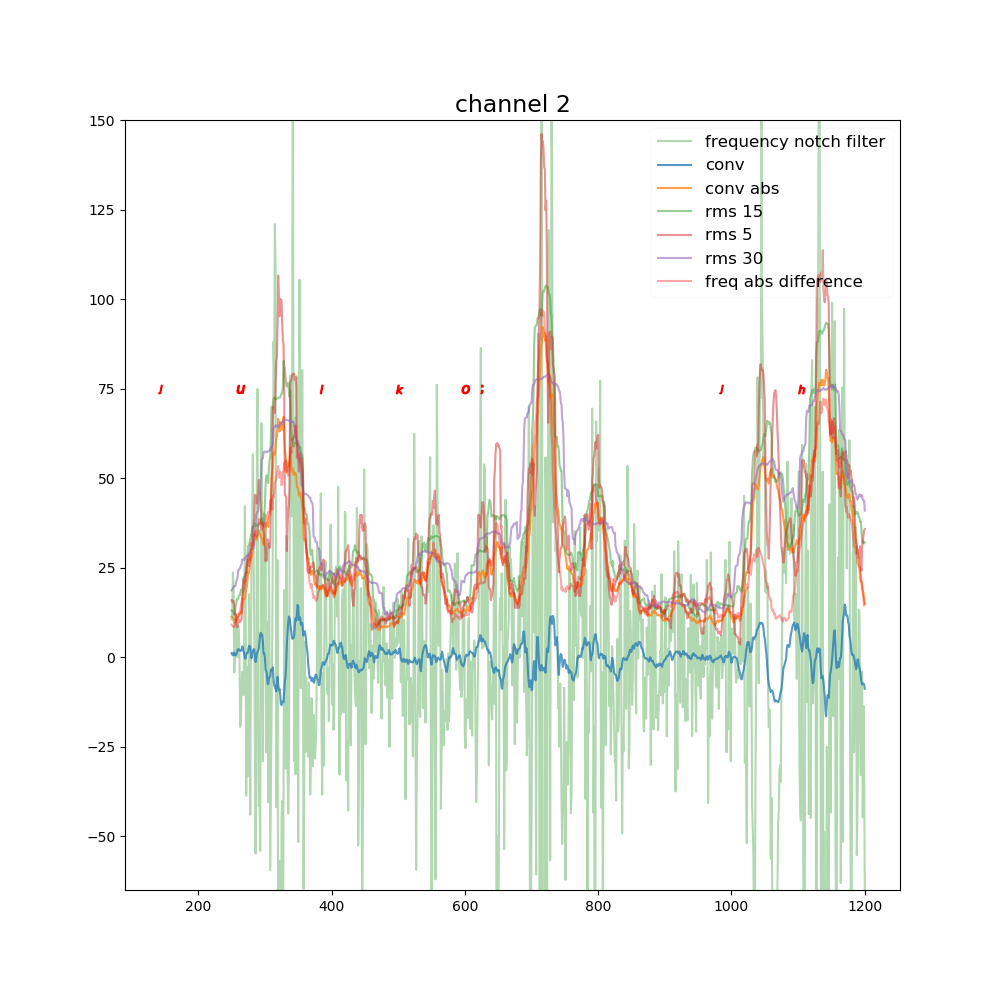 channel 2
150
125
100
75
50
25
0
−25
−50
frequency notch filter
conv
conv abs
rms 15
rms 5
rms 30
freq abs difference
J u l k o ; J h
200 400 600 800 1000 1200